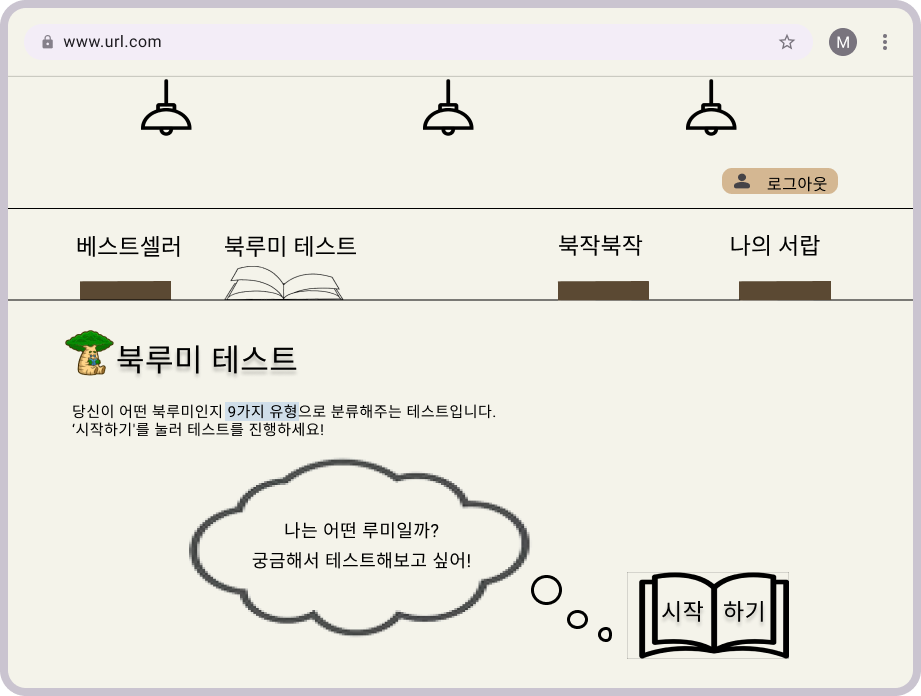 www.url.com
M
로그아웃
베스트셀러 북루미 테스트 북작북작 나의 서랍
북루미 테스트
당신이 어떤 북루미인지 9가지 유형으로 분류해주는 테스트입니다.
‘시작하기’를 눌러 테스트를 진행하세요!
나는 어떤 루미일까?
궁금해서 테스트해보고 싶어!
시작 하기